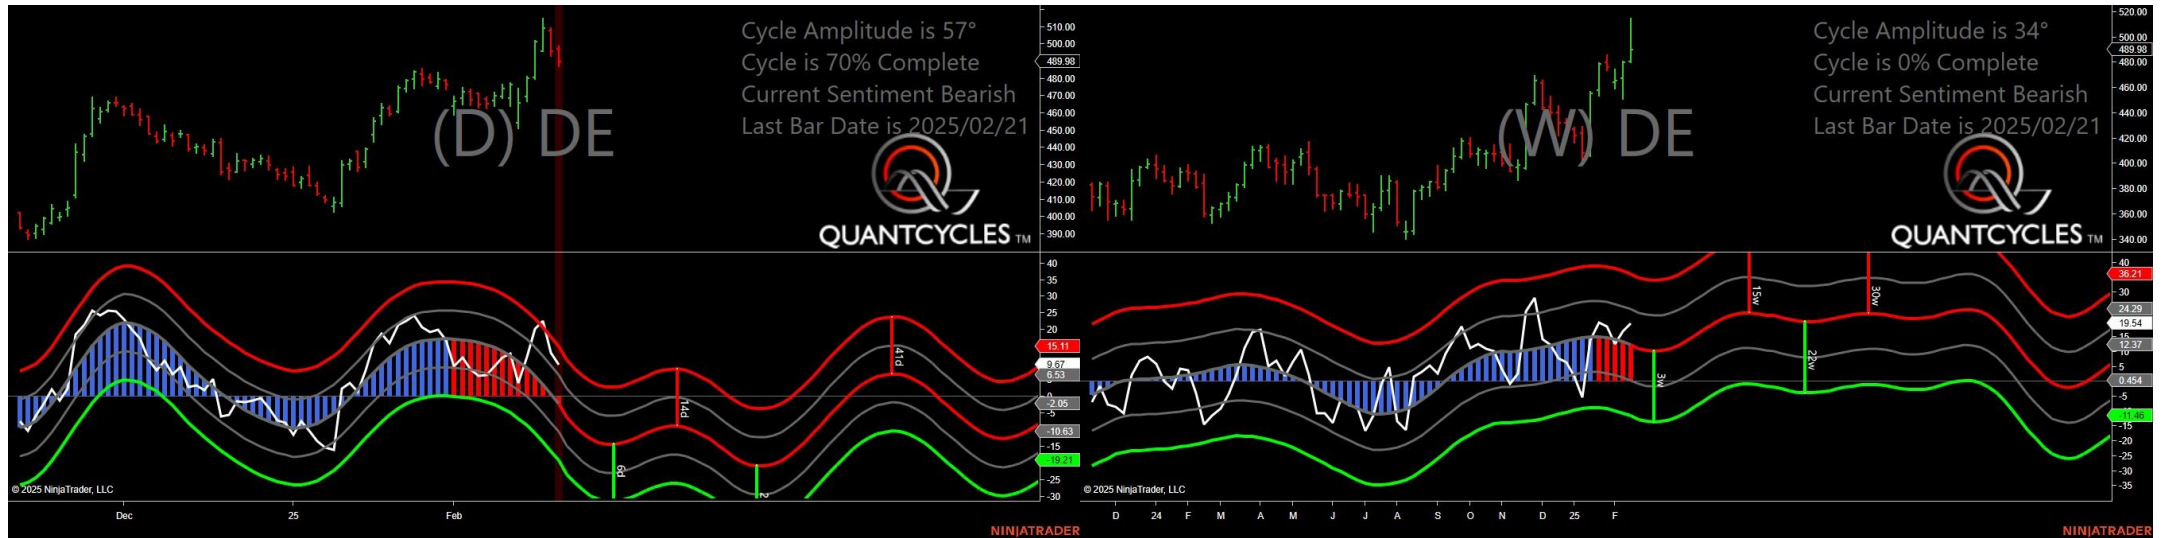 Cycle Amplitude is 57°
Cycle is 70% Complete
Current Sentiment Bearish
Last Bar Date is 2025/02/21
(D) DE
QUANTCYCLES TM
510.00
500.00
489.98
480.00
470.00
460.00
450.00
440.00
430.00
420.00
410.00
400.00
390.00
40
35
30
25
20
15.11
9.67
6.53
-2.05
-5
-10.63
-15
-19.21
-25
-30
6d
14d
2
41d
© 2025 NinjaTrader, LLC
Dec
25
Feb
NINJATRADER
Cycle Amplitude is 34°
Cycle is 0% Complete
Current Sentiment Bearish
Last Bar Date is 2025/02/21
(W) DE
QUANTCYCLES TM
520.00
500.00
489.98
480.00
460.00
440.00
420.00
400.00
380.00
360.00
340.00
40
36.21
30
24.29
19.54
15
12.37
10
5
0.454
-5
-11.46
-15
-20
-25
-30
-35
3w
15w
22w
30w
© 2025 NinjaTrader, LLC
D
24
F
M
A
M
J
J
A
S
O
N
D
25
F
NINJATRADER